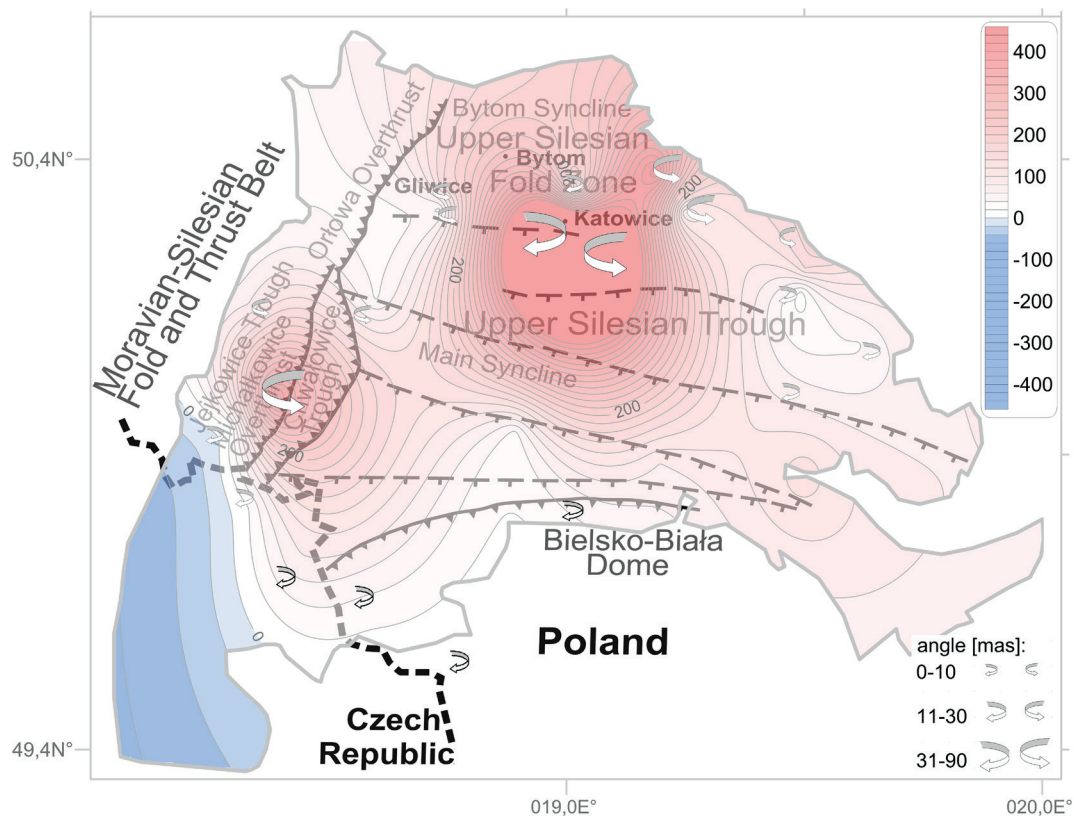 400
300
200
100
0
-100
-200
-300
-400
50,4N°
49,4N°
019,0E°
020,0E°
Moravian-Silesian
Fold and Thrust Belt
Orłowa Overthrust
Bytom Syncline
Upper Silesian
Fold Zone
Bytom
Gliwice
Katowice
200
200
Upper Silesian Trough
Main Syncline
200
Jejkowice Trough
Michałkowice
Overthrust
Chwałowice
Trough
200
0
0
Bielsko-Biała
Dome
Poland
Czech
Republic
angle [mas]:
0-10
11-30
31-90